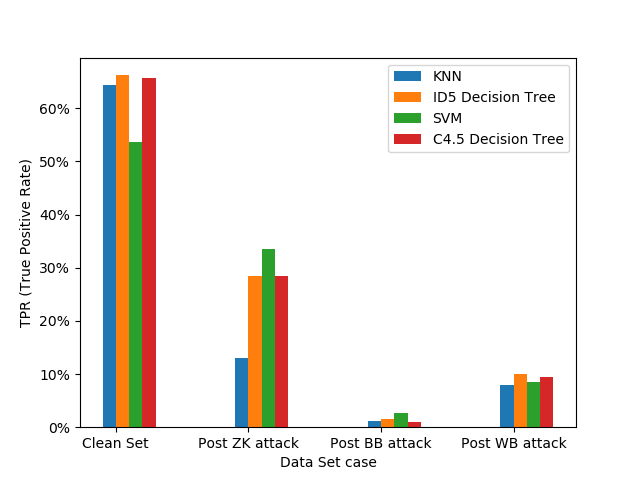 KNN
ID5 Decision Tree
SVM
C4.5 Decision Tree
60%
50%
40%
30%
20%
10%
0%
TPR (True Positive Rate)
Clean Set
Post ZK attack
Post BB attack
Post WB attack
Data Set case